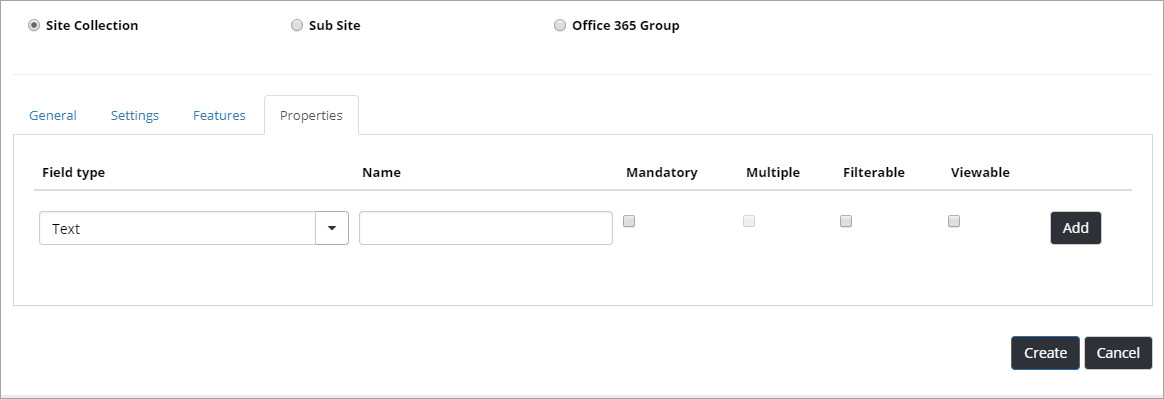 Site Collection Sub Site Office 365 Group
General Settings Features Properties
Field type Name Mandatory Multiple Filterable Viewable
Text Add
Create Cancel